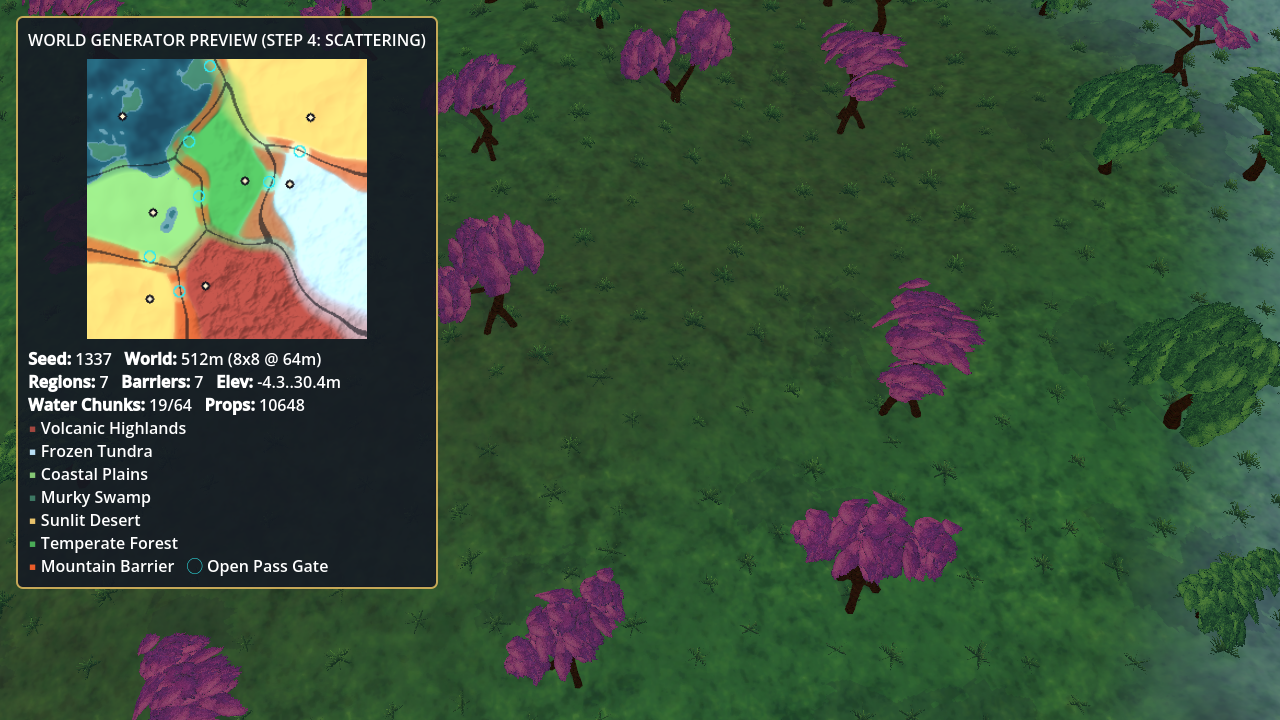 WORLD GENERATOR PREVIEW (STEP 4: SCATTERING)
Seed: 1337 World: 512m (8x8 @ 64m)
Regions: 7 Barriers: 7 Elev: -4.3..30.4m
Water Chunks: 19/64 Props: 10648
Volcanic Highlands
Frozen Tundra
Coastal Plains
Murky Swamp
Sunlit Desert
Temperate Forest
Mountain Barrier Open Pass Gate